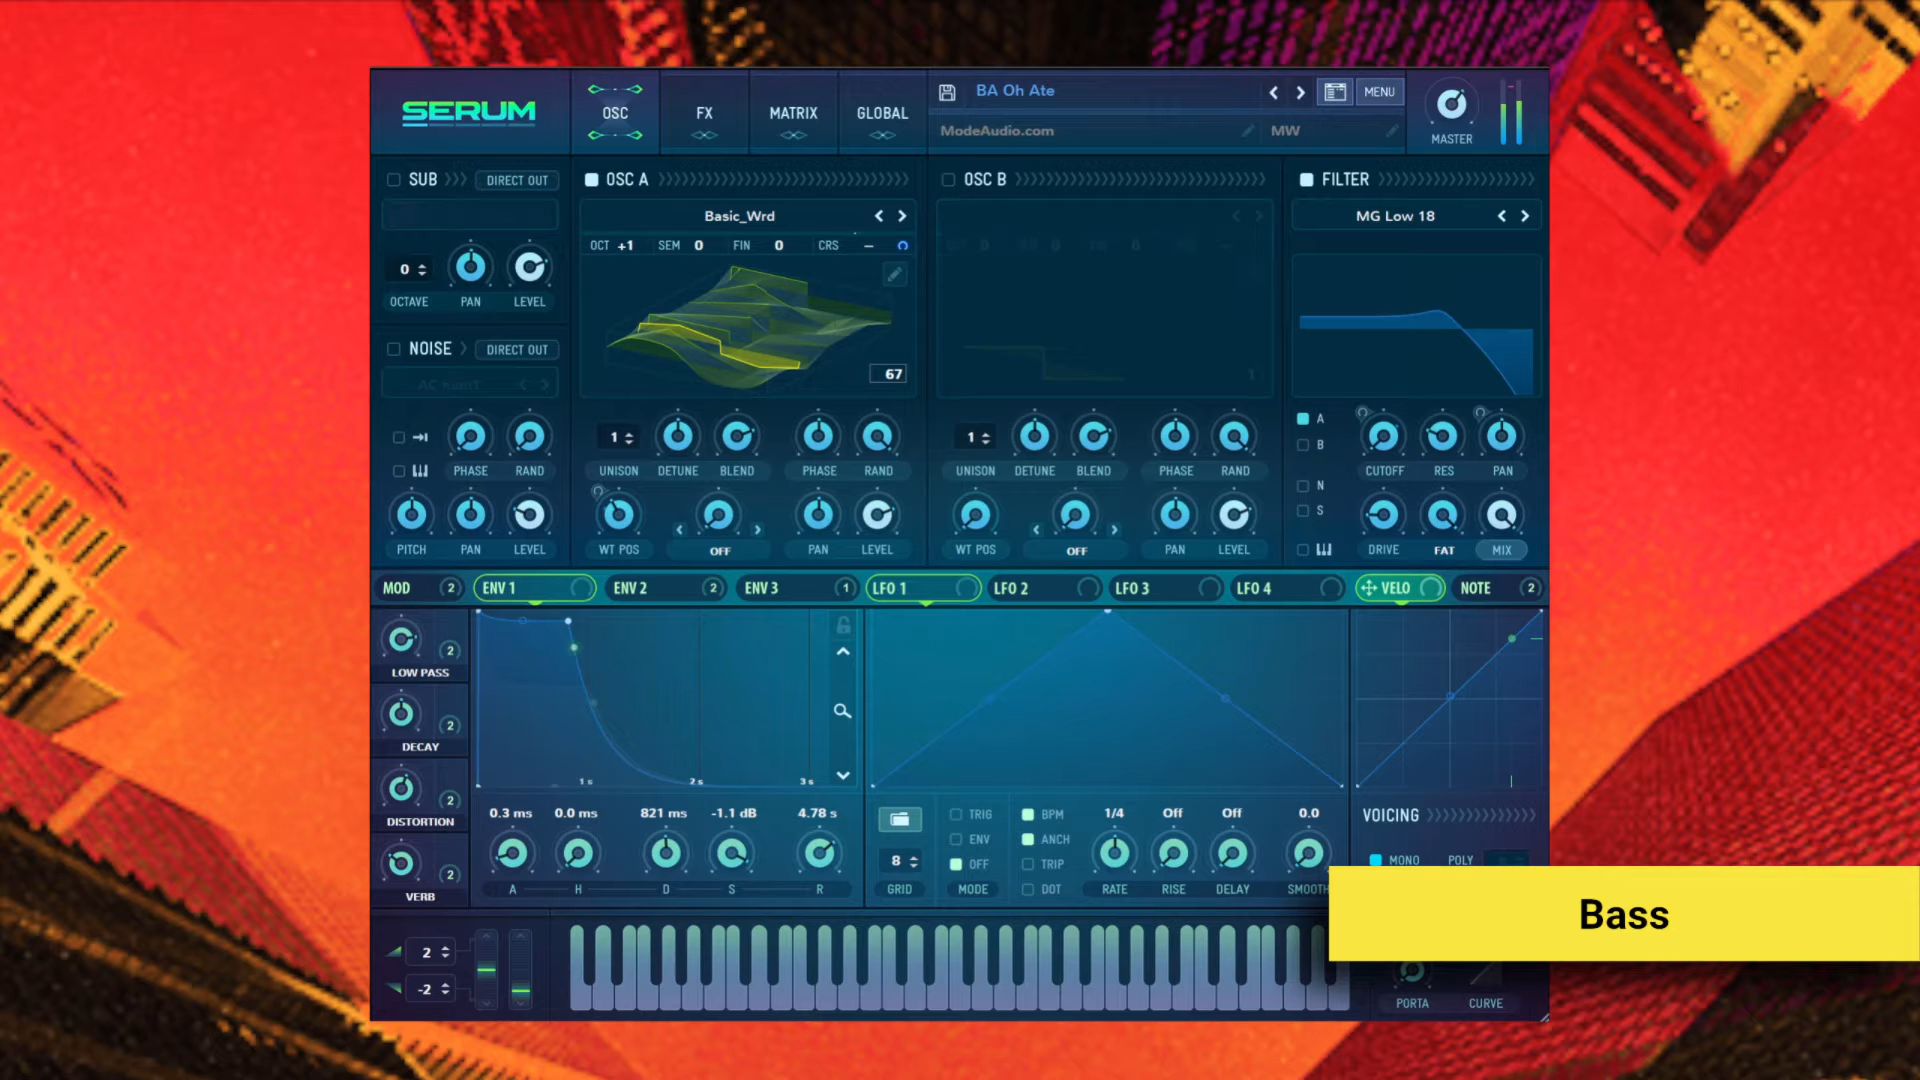 SERUM
OSC
FX
MATRIX
GLOBAL
BA Oh Ate
MENU
ModeAudio.com
MW
MASTER
SUB
DIRECT OUT
OSC A
OSC B
FILTER
Basic_Wrd
MG Low 18
OCT +1 SEM 0 FIN 0 CRS –
0
OCTAVE PAN LEVEL
NOISE
DIRECT OUT
67
1
A
B
PHASE RAND
UNISON DETUNE BLEND PHASE RAND
1
UNISON DETUNE BLEND PHASE RAND
CUTOFF RES PAN
N
S
PITCH PAN LEVEL
WT POS OFF PAN LEVEL
WT POS OFF PAN LEVEL
DRIVE FAT MIX
MOD 2 ENV 1 ENV 2 2 ENV 3 1 LFO 1 LFO 2 LFO 3 LFO 4 VELO NOTE 2
2
LOW PASS
2
DECAY
2
DISTORTION
2
VERB
1 s 2 s 3 s
0.3 ms 0.0 ms 821 ms -1.1 dB 4.78 s
A H D S R
8
GRID
TRIG
ENV
OFF
MODE
BPM
ANCH
TRIP
DOT
1/4 Off Off 0.0
RATE RISE DELAY SMOOTH
VOICING
MONO POLY
Bass
2
-2
PORTA CURVE